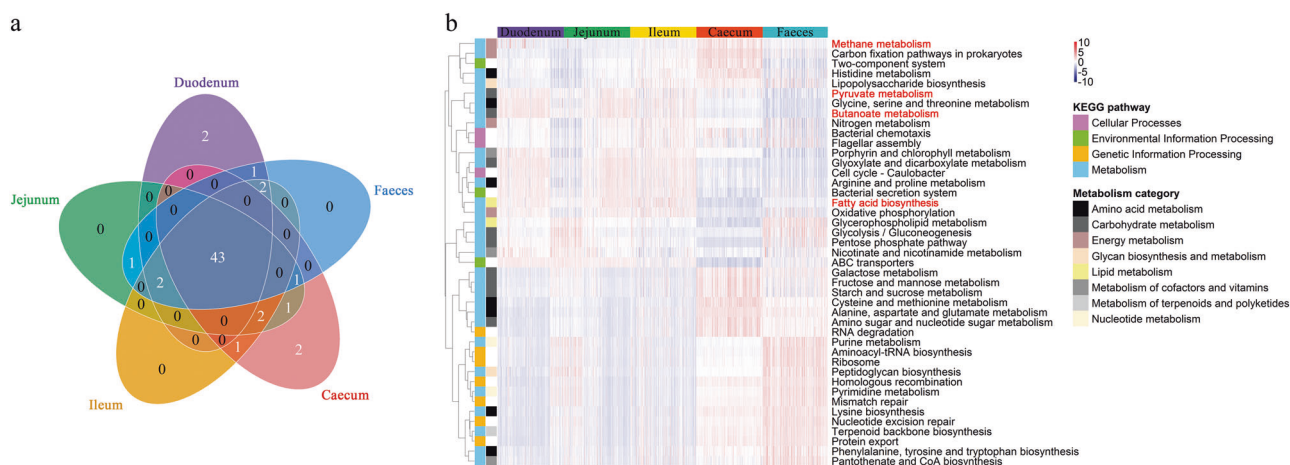 a
Duodenum
2
Jejunum
Faeces
1
2
0
0
0
0
0
0
0
0
0
0
0
43
0
0
1
2
0
1
0
0
0
2
1
0
0
0
0
1
2
0
Ileum
Caecum
b
Duodenum Jejunum Ileum Caecum Faeces
Methane metabolism
Carbon fixation pathways in prokaryotes
Two-component system
Histidine metabolism
Lipopolysaccharide biosynthesis
Pyruvate metabolism
Glycine, serine and threonine metabolism
Butanoate metabolism
Nitrogen metabolism
Bacterial chemotaxis
Flagellar assembly
Porphyrin and chlorophyll metabolism
Glyoxylate and dicarboxylate metabolism
Cell cycle - Caulobacter
Arginine and proline metabolism
Bacterial secretion system
Fatty acid biosynthesis
Oxidative phosphorylation
Glycerophospholipid metabolism
Glycolysis / Gluconeogenesis
Pentose phosphate pathway
Nicotinate and nicotinamide metabolism
ABC transporters
Galactose metabolism
Fructose and mannose metabolism
Starch and sucrose metabolism
Cysteine and methionine metabolism
Alanine, aspartate and glutamate metabolism
Amino sugar and nucleotide sugar metabolism
RNA degradation
Purine metabolism
Aminoacyl-tRNA biosynthesis
Ribosome
Peptidoglycan biosynthesis
Homologous recombination
Pyrimidine metabolism
Mismatch repair
Lysine biosynthesis
Nucleotide excision repair
Terpenoid backbone biosynthesis
Protein export
Phenylalanine, tyrosine and tryptophan biosynthesis
Pantothenate and CoA biosynthesis
10
5
0
-5
-10
KEGG pathway
Cellular Processes
Environmental Information Processing
Genetic Information Processing
Metabolism
Metabolism category
Amino acid metabolism
Carbohydrate metabolism
Energy metabolism
Glycan biosynthesis and metabolism
Lipid metabolism
Metabolism of cofactors and vitamins
Metabolism of terpenoids and polyketides
Nucleotide metabolism